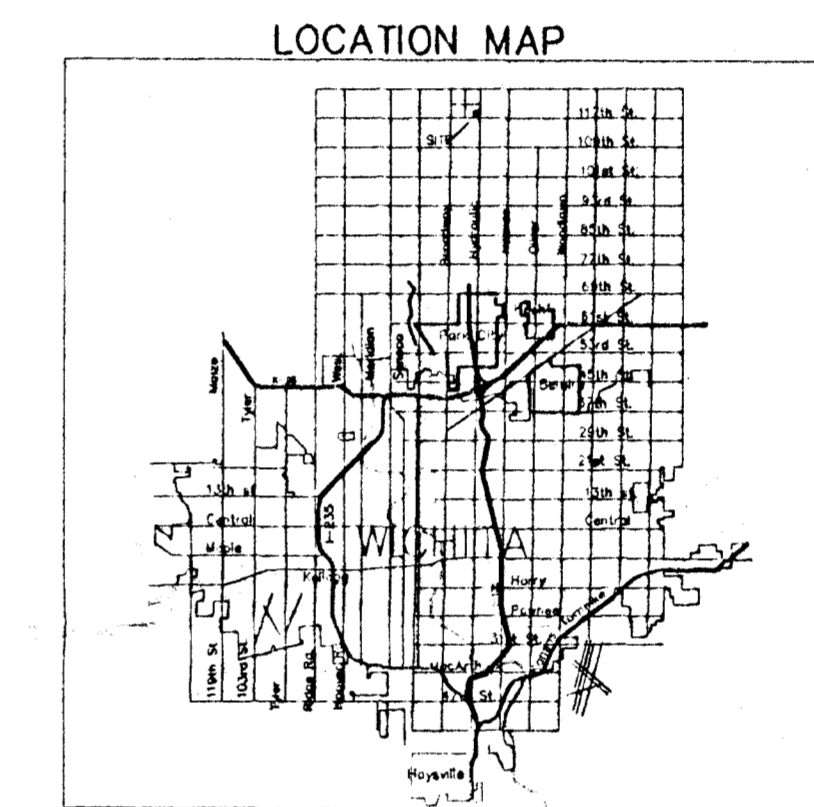 LOCATION MAP
117th St.
SITE
109th St.
101st St.
93rd St.
Broadway
Hydraulic
Oliver
Woodlawn
85th St.
77th St.
69th St.
61st St.
Park City
53rd St.
Maize
Tyler
West
Meridian
Seneca
45th St.
37th St.
29th St.
21st St.
13th St.
13th St.
Central
Central
Maple
I-235
WICHITA
Kellogg
Harry
Pawnee
31st St.
Turnpike
MacArth
47th St.
119th St
103rd St.
Tyler
Ridge Rd.
Hoover R
Haysville